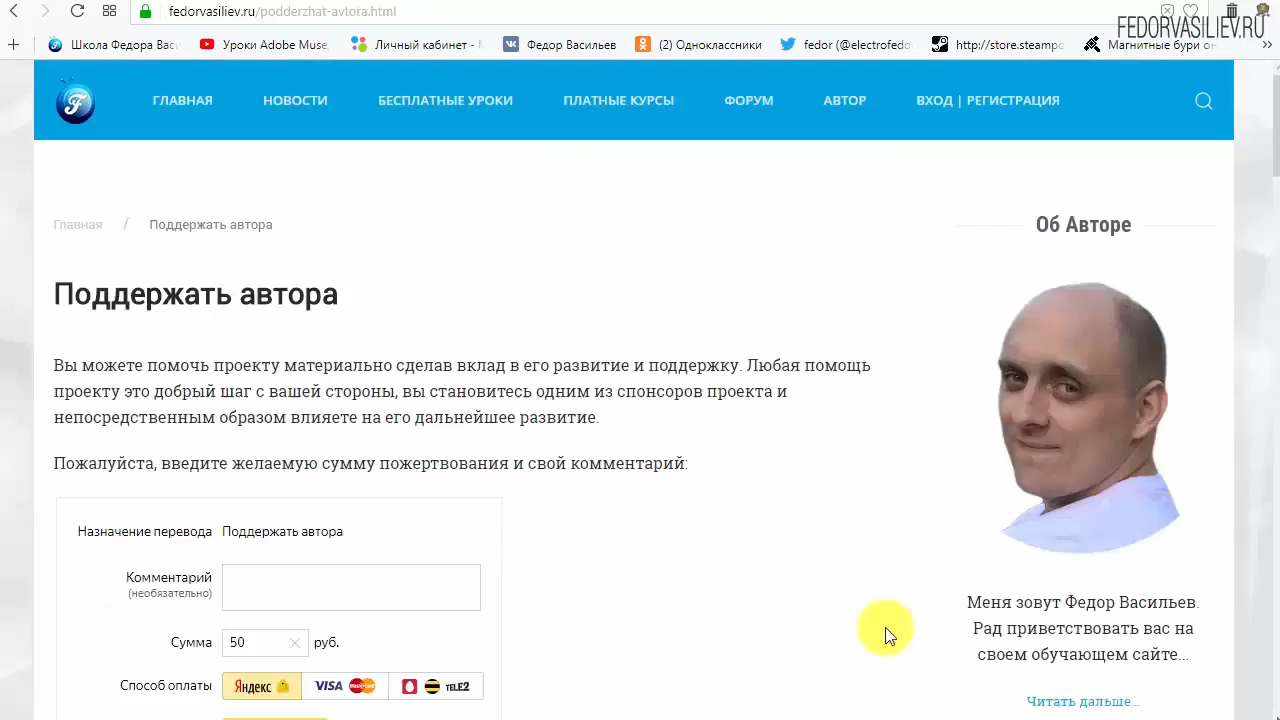 fedorvasiliev.ru/podderzhat-avtora.html
FEDORVASILIEV.RU
Школа Федора Вас
Уроки Adobe Muse,
Личный кабинет -
Федор Васильев
(2) Одноклассники
fedor (@electrofedo
http://store.steampo
Магнитные бури он
ГЛАВНАЯ
НОВОСТИ
БЕСПЛАТНЫЕ УРОКИ
ПЛАТНЫЕ КУРСЫ
ФОРУМ
АВТОР
ВХОД | РЕГИСТРАЦИЯ
Главная / Поддержать автора
Поддержать автора
Вы можете помочь проекту материально сделав вклад в его развитие и поддержку. Любая помощь
проекту это добрый шаг с вашей стороны, вы становитесь одним из спонсоров проекта и
непосредственным образом влияете на его дальнейшее развитие.
Пожалуйста, введите желаемую сумму пожертвования и свой комментарий:
Назначение перевода Поддержать автора
Комментарий
(необязательно)
Сумма 50 руб.
Способ оплаты Яндекс VISA MasterCard TELE2
Об Авторе
Меня зовут Федор Васильев.
Рад приветствовать вас на
своем обучающем сайте...
Читать дальше...